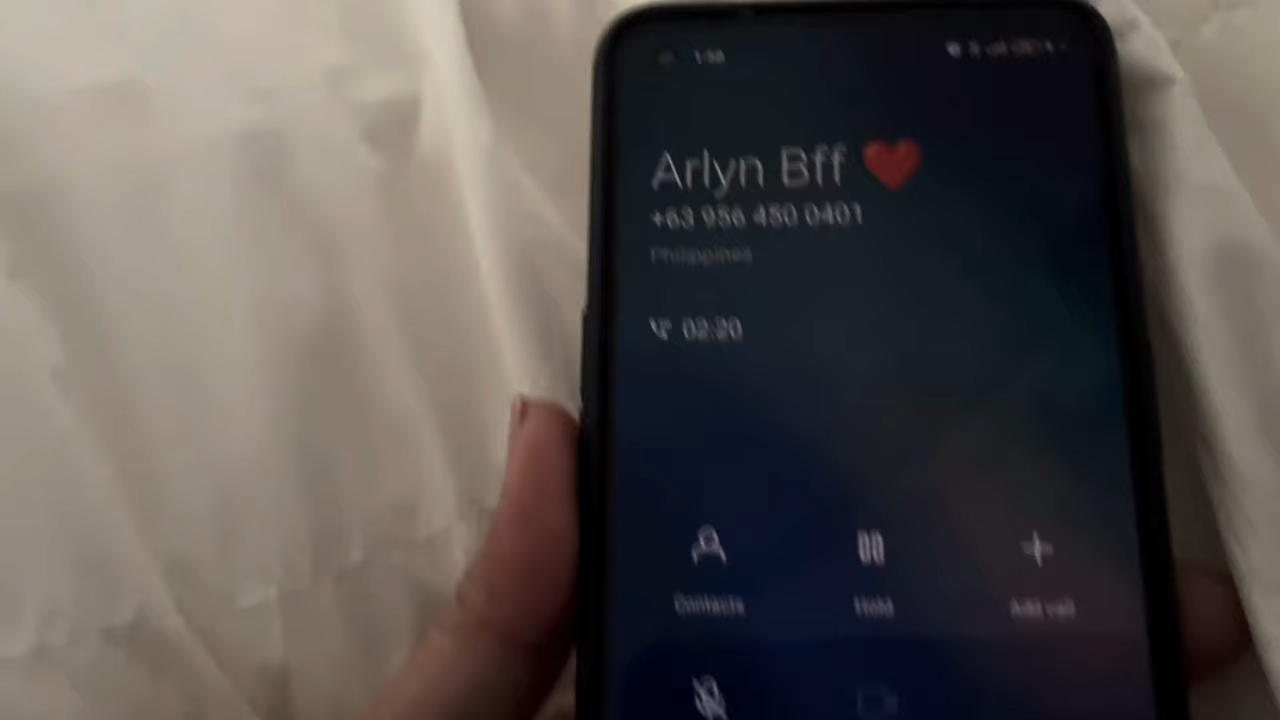 Arlyn Bff ❤️
+63 956 450 0401
Philippines
02:20
Contacts
Hold
Add call